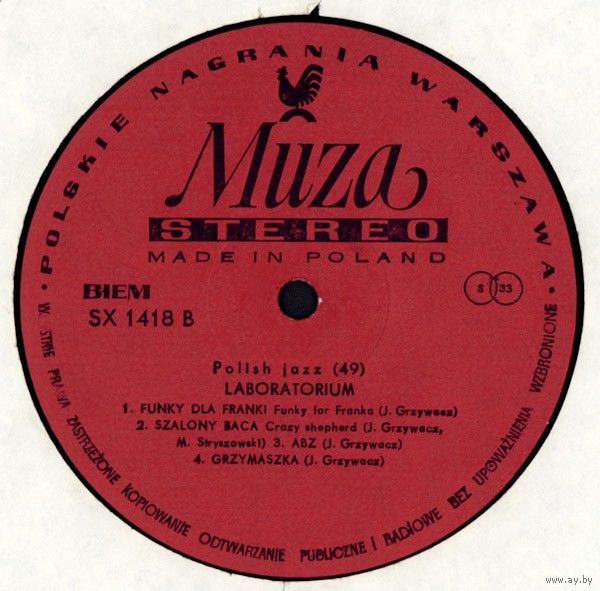 • POLSKIE NAGRANIA WARSZAWA •
Muza
STEREO
MADE IN POLAND
BIEM
S 33
SX 1418 B
Polish jazz (49)
LABORATORIUM
1. FUNKY DLA FRANKI Funky for Franka (J. Grzywacz)
2. SZALONY BACA Crazy shepherd (J. Grzywacz,
M. Stryszowski) 3. ABZ (J. Grzywacz)
4. GRZYMASZKA (J. Grzywacz)
PRAWA ZASTRZEŻONE KOPIOWANIE ODTWARZANIE PUBLICZNE I RADIOWE BEZ UPOWAŻNIENIA WZBRONIONE
www.ay.by